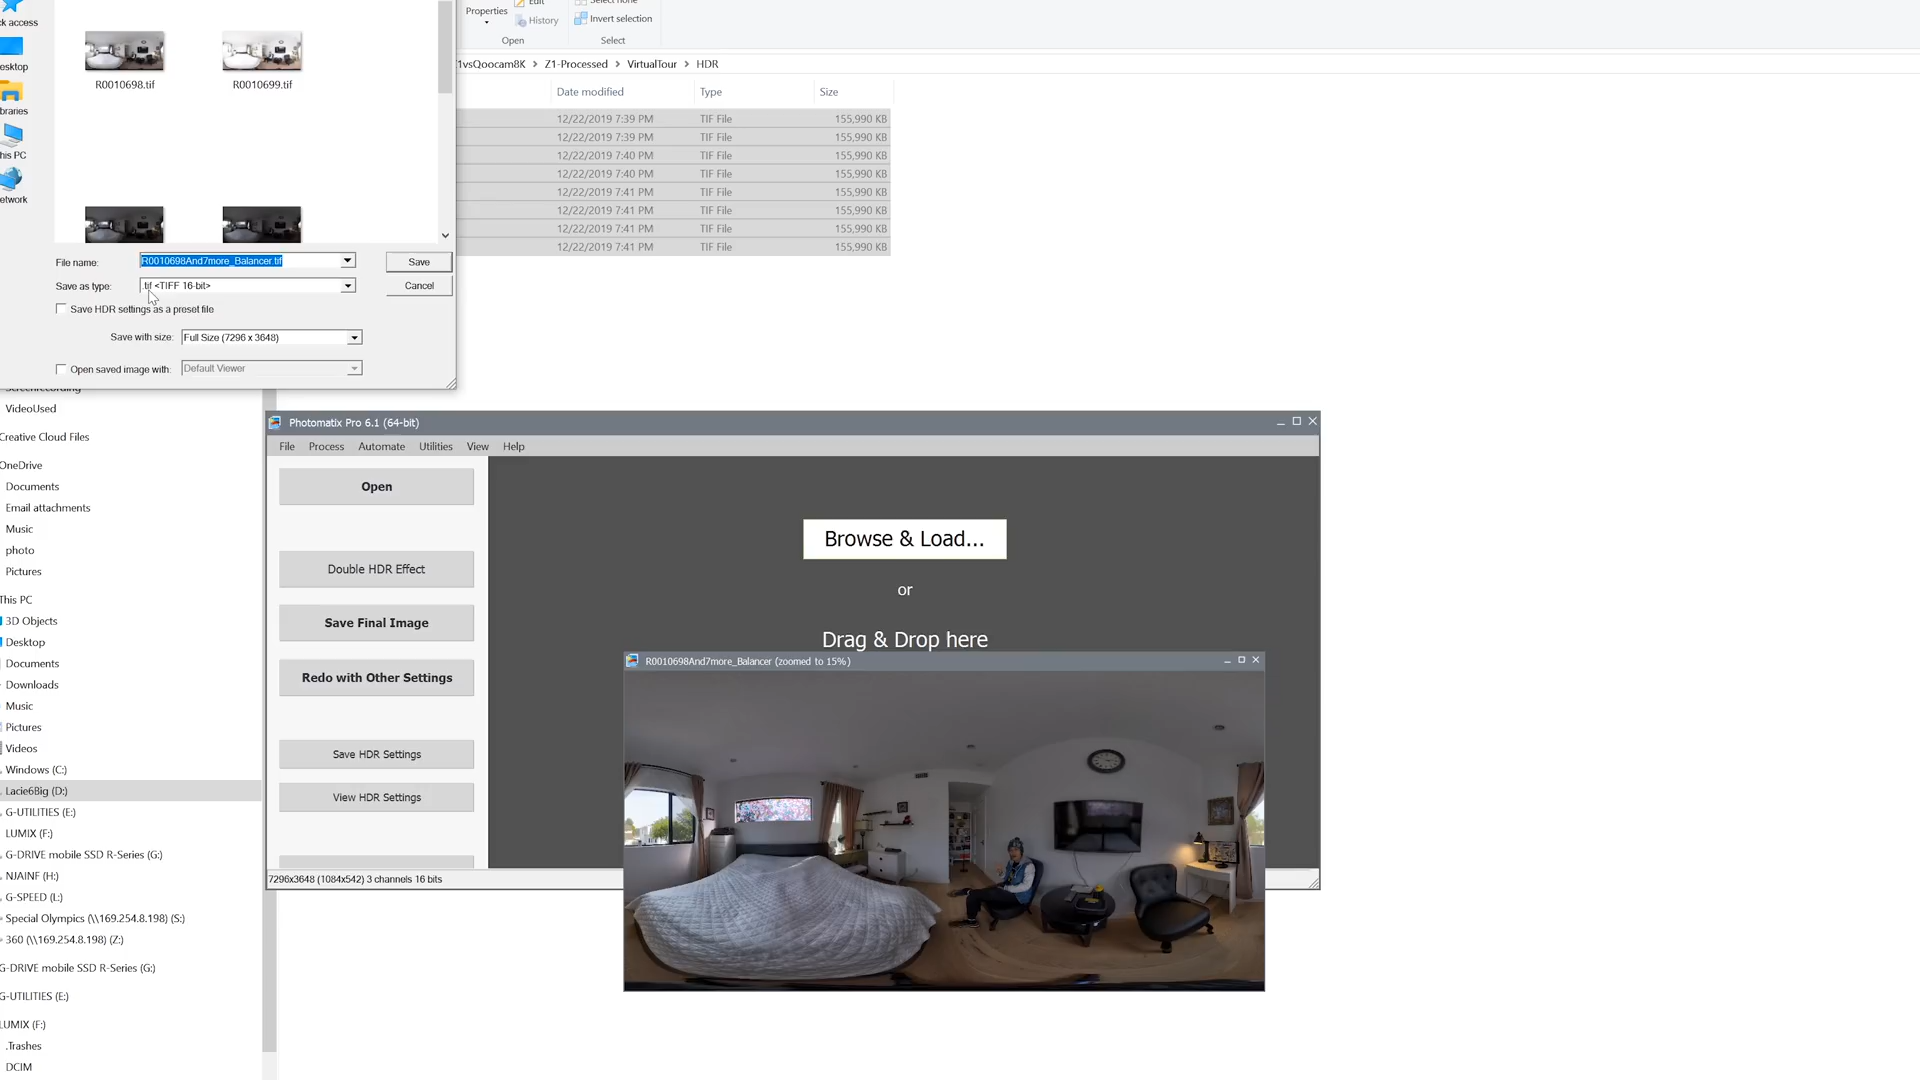 Properties
Edit
History
Select none
Invert selection
Open
Select
1vsQoocam8K > Z1-Processed > VirtualTour > HDR
Date modified
Type
Size
12/22/2019 7:39 PM TIF File 155,990 KB
12/22/2019 7:39 PM TIF File 155,990 KB
12/22/2019 7:40 PM TIF File 155,990 KB
12/22/2019 7:40 PM TIF File 155,990 KB
12/22/2019 7:41 PM TIF File 155,990 KB
12/22/2019 7:41 PM TIF File 155,990 KB
12/22/2019 7:41 PM TIF File 155,990 KB
12/22/2019 7:41 PM TIF File 155,990 KB
ck access
esktop
braries
his PC
etwork
R0010698.tif
R0010699.tif
File name: R0010698And7more_Balancer.tif
Save
Save as type: .tif <TIFF 16-bit>
Cancel
Save HDR settings as a preset file
Save with size: Full Size (7296 x 3648)
Open saved image with: Default Viewer
Screenrecording
VideoUsed
Creative Cloud Files
OneDrive
Documents
Email attachments
Music
photo
Pictures
This PC
3D Objects
Desktop
Documents
Downloads
Music
Pictures
Videos
Windows (C:)
Lacie6Big (D:)
G-UTILITIES (E:)
LUMIX (F:)
G-DRIVE mobile SSD R-Series (G:)
NJAINF (H:)
G-SPEED (L:)
Special Olympics (\\169.254.8.198) (S:)
360 (\\169.254.8.198) (Z:)
G-DRIVE mobile SSD R-Series (G:)
G-UTILITIES (E:)
LUMIX (F:)
.Trashes
DCIM
Photomatix Pro 6.1 (64-bit)
File Process Automate Utilities View Help
Open
Double HDR Effect
Save Final Image
Redo with Other Settings
Save HDR Settings
View HDR Settings
7296x3648 (1084x542) 3 channels 16 bits
Browse & Load...
or
Drag & Drop here
R0010698And7more_Balancer (zoomed to 15%)